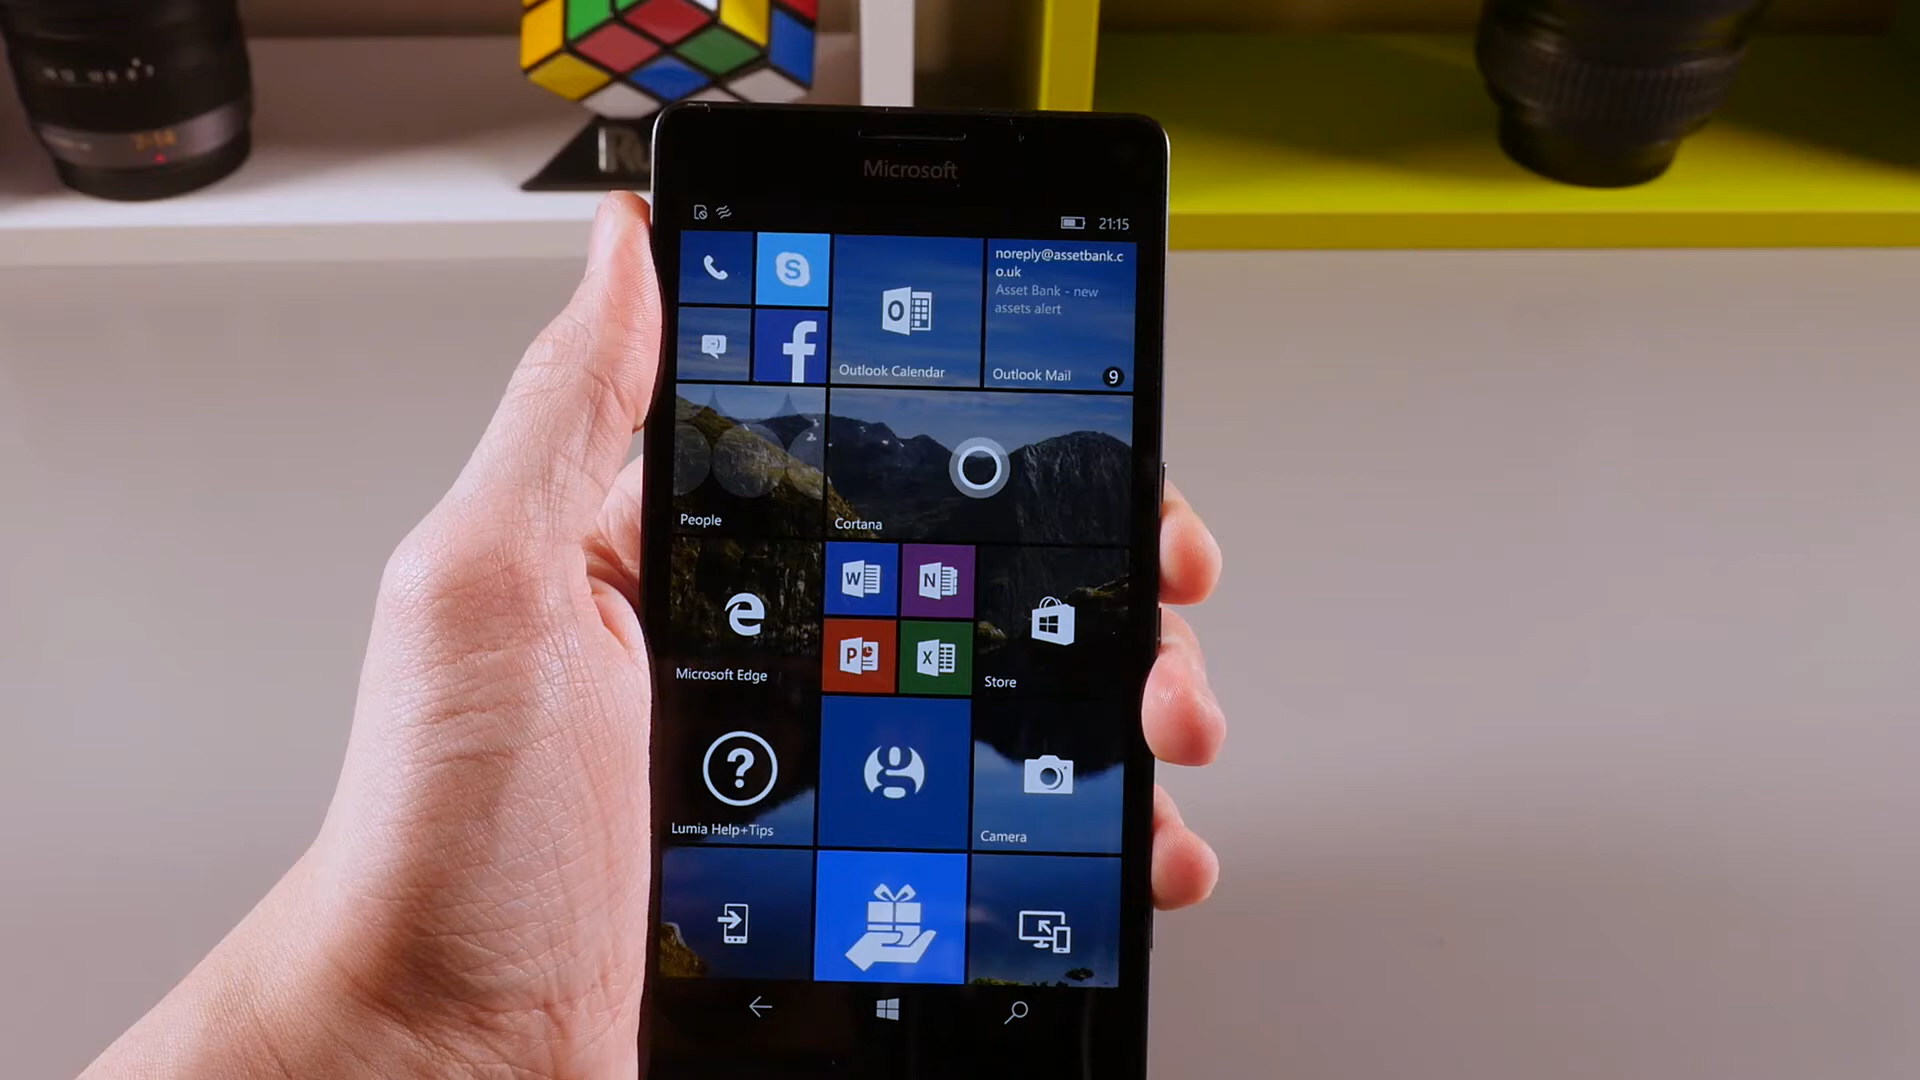 Microsoft
21:15
noreply@assetbank.c
o.uk
Asset Bank - new
assets alert
Outlook Calendar
Outlook Mail 9
People
Cortana
Microsoft Edge
Store
Lumia Help+Tips
Camera